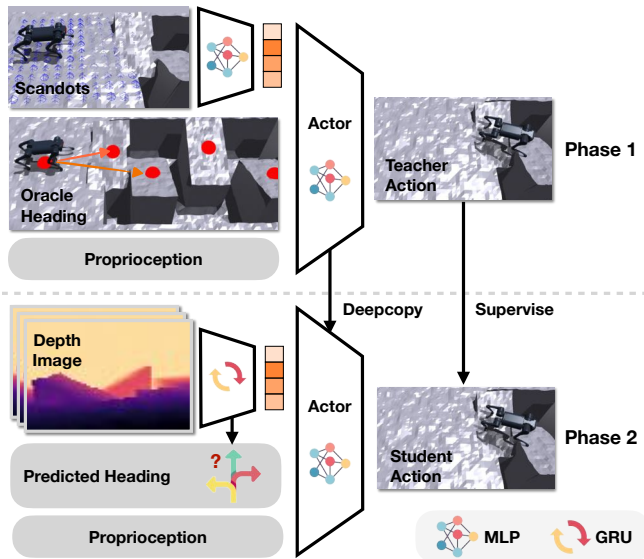 Scandots
Actor
Teacher
Action
Phase 1
Oracle
Heading
Proprioception
Deepcopy
Supervise
Depth
Image
Actor
Student
Action
Phase 2
?
Predicted Heading
Proprioception
MLP
GRU